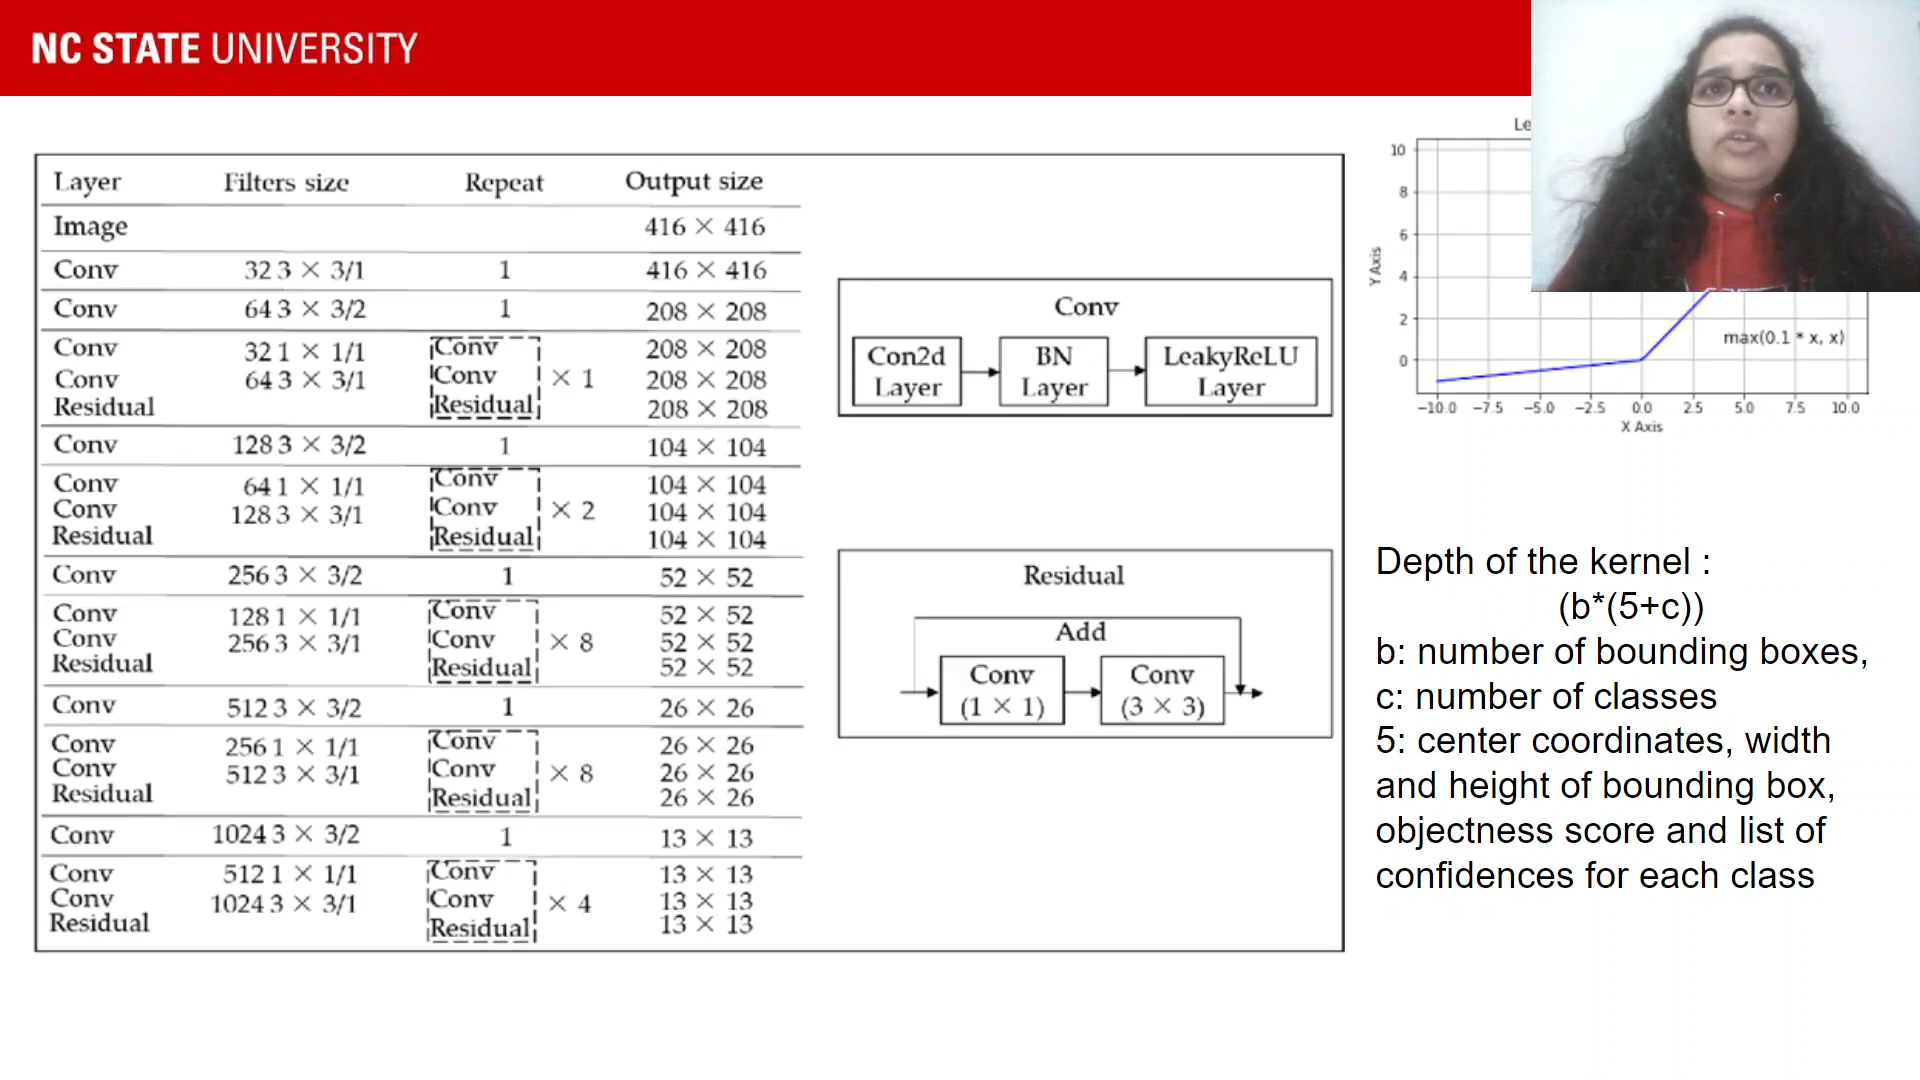 NC STATE UNIVERSITY
Layer Filters size Repeat Output size
Image 416 × 416
Conv 32 3 × 3/1 1 416 × 416
Conv 64 3 × 3/2 1 208 × 208
Conv 32 1 × 1/1 Conv 208 × 208
Conv 64 3 × 3/1 Conv × 1 208 × 208
Residual Residual 208 × 208
Conv 128 3 × 3/2 1 104 × 104
Conv 64 1 × 1/1 Conv 104 × 104
Conv 128 3 × 3/1 Conv × 2 104 × 104
Residual Residual 104 × 104
Conv 256 3 × 3/2 1 52 × 52
Conv 128 1 × 1/1 Conv 52 × 52
Conv 256 3 × 3/1 Conv × 8 52 × 52
Residual Residual 52 × 52
Conv 512 3 × 3/2 1 26 × 26
Conv 256 1 × 1/1 Conv 26 × 26
Conv 512 3 × 3/1 Conv × 8 26 × 26
Residual Residual 26 × 26
Conv 1024 3 × 3/2 1 13 × 13
Conv 512 1 × 1/1 Conv 13 × 13
Conv 1024 3 × 3/1 Conv × 4 13 × 13
Residual Residual 13 × 13
Conv
Con2d BN LeakyReLU
Layer Layer Layer
Residual
Add
Conv Conv
(1 × 1) (3 × 3)
10
8
6
4
2
0
Y Axis
max(0.1 * x, x)
−10.0 −7.5 −5.0 −2.5 0.0 2.5 5.0 7.5 10.0
X Axis
Depth of the kernel :
(b*(5+c))
b: number of bounding boxes,
c: number of classes
5: center coordinates, width
and height of bounding box,
objectness score and list of
confidences for each class